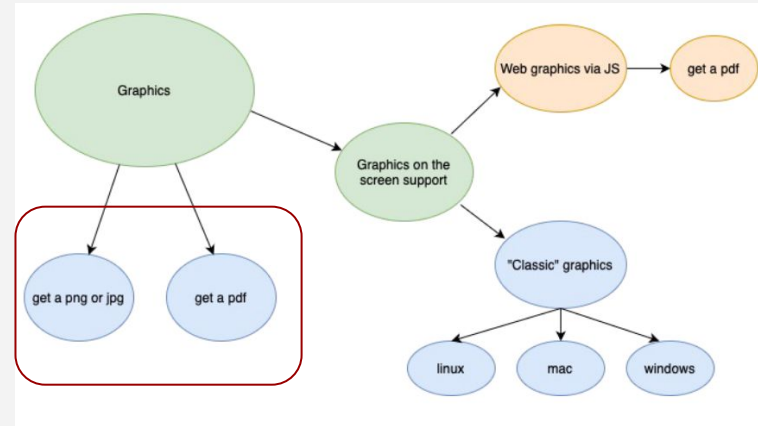 Graphics
Web graphics via JS
get a pdf
Graphics on the
screen support
get a png or jpg
get a pdf
"Classic" graphics
linux
mac
windows